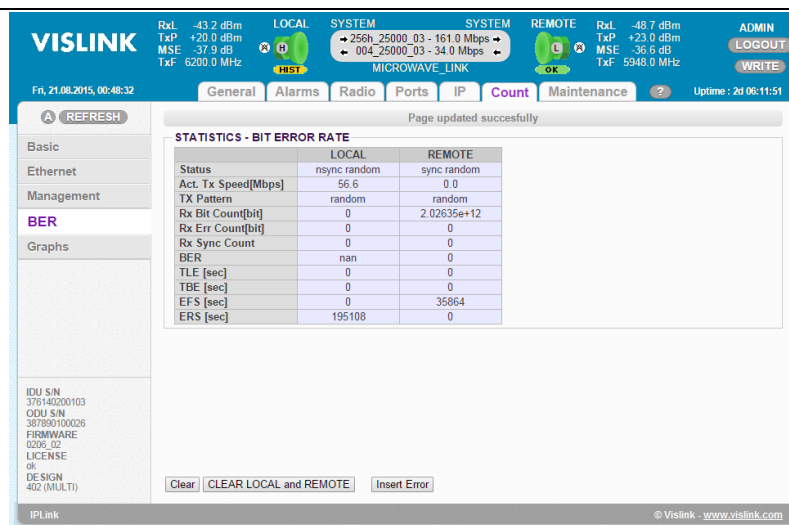 VISLINK
RxL -43.2 dBm
TxP +20.0 dBm
MSE -37.9 dB
TxF 6200.0 MHz
LOCAL
A H
HIST
SYSTEM SYSTEM
256h_25000_03 - 161.0 Mbps
004_25000_03 - 34.0 Mbps
MICROWAVE_LINK
REMOTE
L A
OK
RxL -48.7 dBm
TxP +23.0 dBm
MSE -36.6 dB
TxF 5948.0 MHz
ADMIN
LOGOUT
WRITE
Fri, 21.08.2015, 00:48:32
General Alarms Radio Ports IP Count Maintenance ?
Uptime : 2d 06:11:51
A REFRESH
Page updated succesfully
Basic
Ethernet
Management
BER
Graphs
STATISTICS - BIT ERROR RATE
LOCAL REMOTE
Status nsync random sync random
Act. Tx Speed[Mbps] 56.6 0.0
TX Pattern random random
Rx Bit Count[bit] 0 2.02635e+12
Rx Err Count[bit] 0 0
Rx Sync Count 0 0
BER nan 0
TLE [sec] 0 0
TBE [sec] 0 0
EFS [sec] 0 35864
ERS [sec] 195108 0
IDU S/N
376140200103
ODU S/N
387890100026
FIRMWARE
0206_02
LICENSE
ok
DESIGN
402 (MULTI)
Clear CLEAR LOCAL and REMOTE Insert Error
IPLink
© Vislink - www.vislink.com